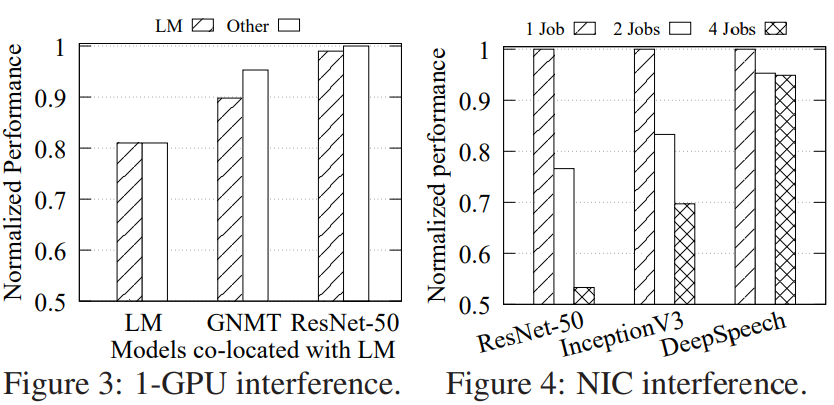 LM Other
Normalized Performance
1
0.9
0.8
0.7
0.6
0.5
LM GNMT ResNet-50
Models co-located with LM
Figure 3: 1-GPU interference.
1 Job 2 Jobs 4 Jobs
Normalized performance
1
0.9
0.8
0.7
0.6
0.5
ResNet-50 InceptionV3 DeepSpeech
Figure 4: NIC interference.